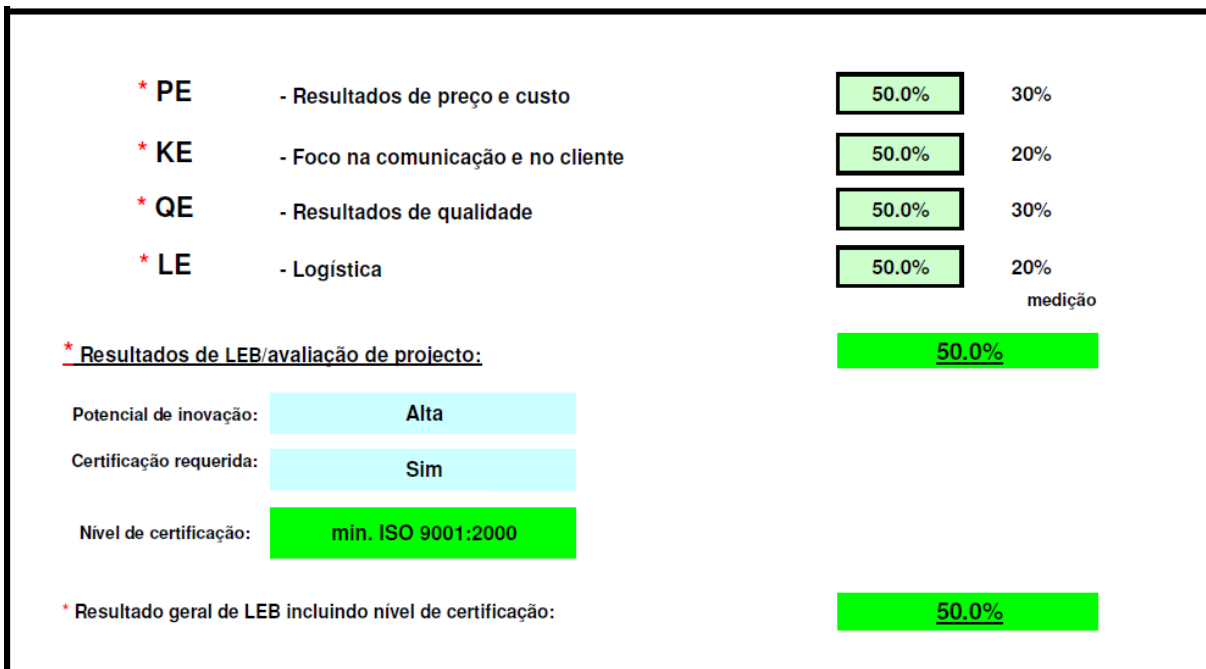 * PE - Resultados de preço e custo 50.0% 30%
* KE - Foco na comunicação e no cliente 50.0% 20%
* QE - Resultados de qualidade 50.0% 30%
* LE - Logística 50.0% 20%
medição
* Resultados de LEB/avaliação de projecto: 50.0%
Potencial de inovação: Alta
Certificação requerida: Sim
Nível de certificação: min. ISO 9001:2000
* Resultado geral de LEB incluindo nível de certificação: 50.0%